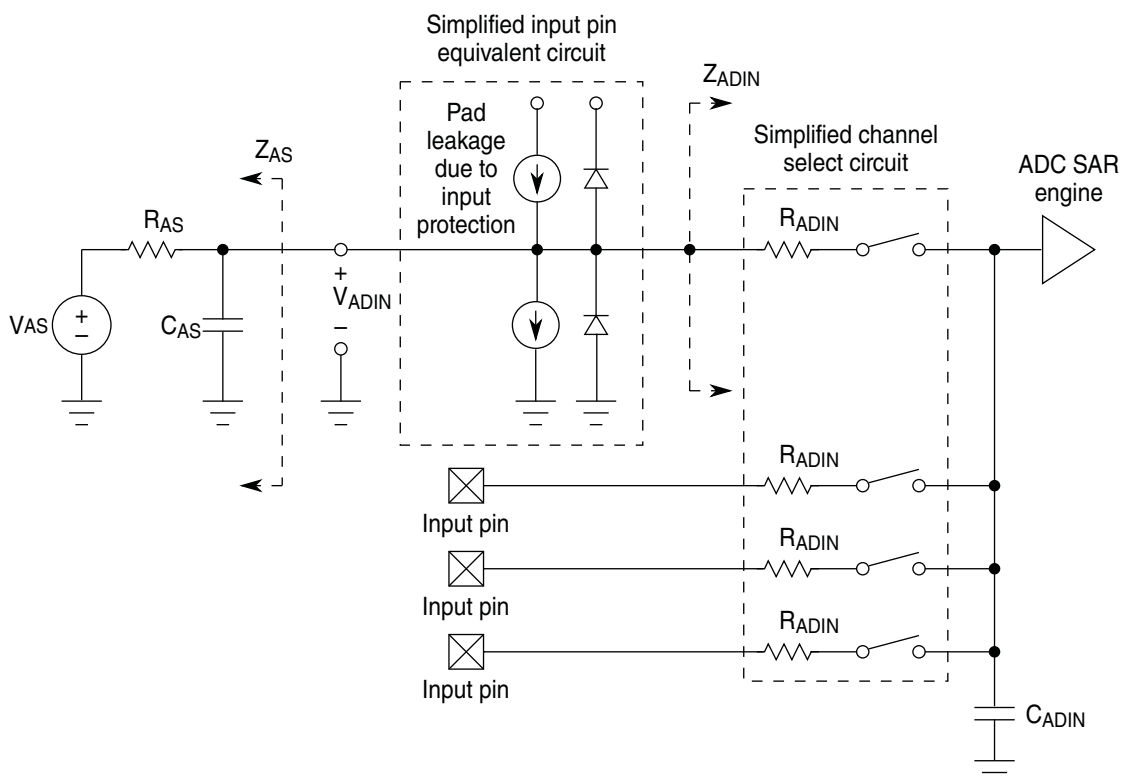 Simplified input pin
equivalent circuit
ZADIN
Pad
leakage
due to
input
protection
Simplified channel
select circuit
ADC SAR
engine
ZAS
RAS
RADIN
+
VADIN
–
VAS
+
–
CAS
RADIN
Input pin
RADIN
Input pin
RADIN
Input pin
CADIN